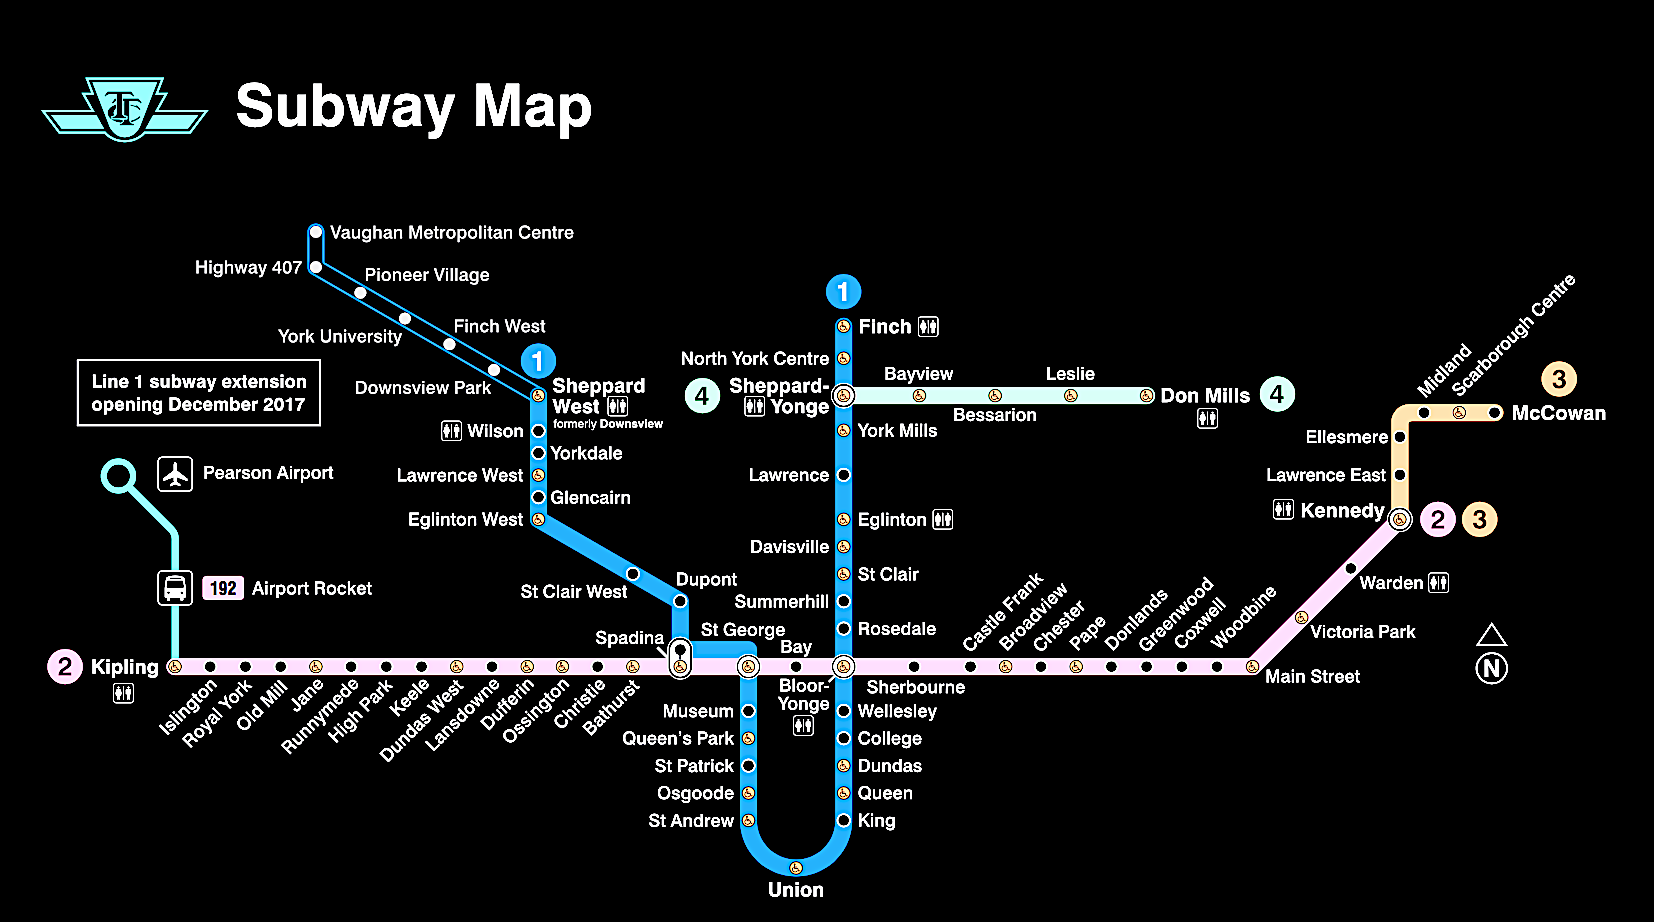 TTC
Subway Map
Vaughan Metropolitan Centre
Highway 407
Pioneer Village
York University
Finch West
Downsview Park
Line 1 subway extension
opening December 2017
1
Sheppard
West
formerly Downsview
Wilson
Yorkdale
Lawrence West
Glencairn
Eglinton West
St Clair West
Dupont
Spadina
St George
Museum
Queen's Park
St Patrick
Osgoode
St Andrew
Union
1
Finch
North York Centre
4
Sheppard-
Yonge
Bayview
Bessarion
Leslie
Don Mills
4
York Mills
Lawrence
Eglinton
Davisville
St Clair
Summerhill
Rosedale
Bay
Bloor-
Yonge
Wellesley
College
Dundas
Queen
King
Pearson Airport
192
Airport Rocket
2
Kipling
Islington
Royal York
Old Mill
Jane
Runnymede
High Park
Keele
Dundas West
Lansdowne
Dufferin
Ossington
Christie
Bathurst
Sherbourne
Castle Frank
Broadview
Chester
Pape
Donlands
Greenwood
Coxwell
Woodbine
Main Street
Victoria Park
Warden
Kennedy
2
3
Lawrence East
Ellesmere
Midland
Scarborough Centre
3
McCowan
N